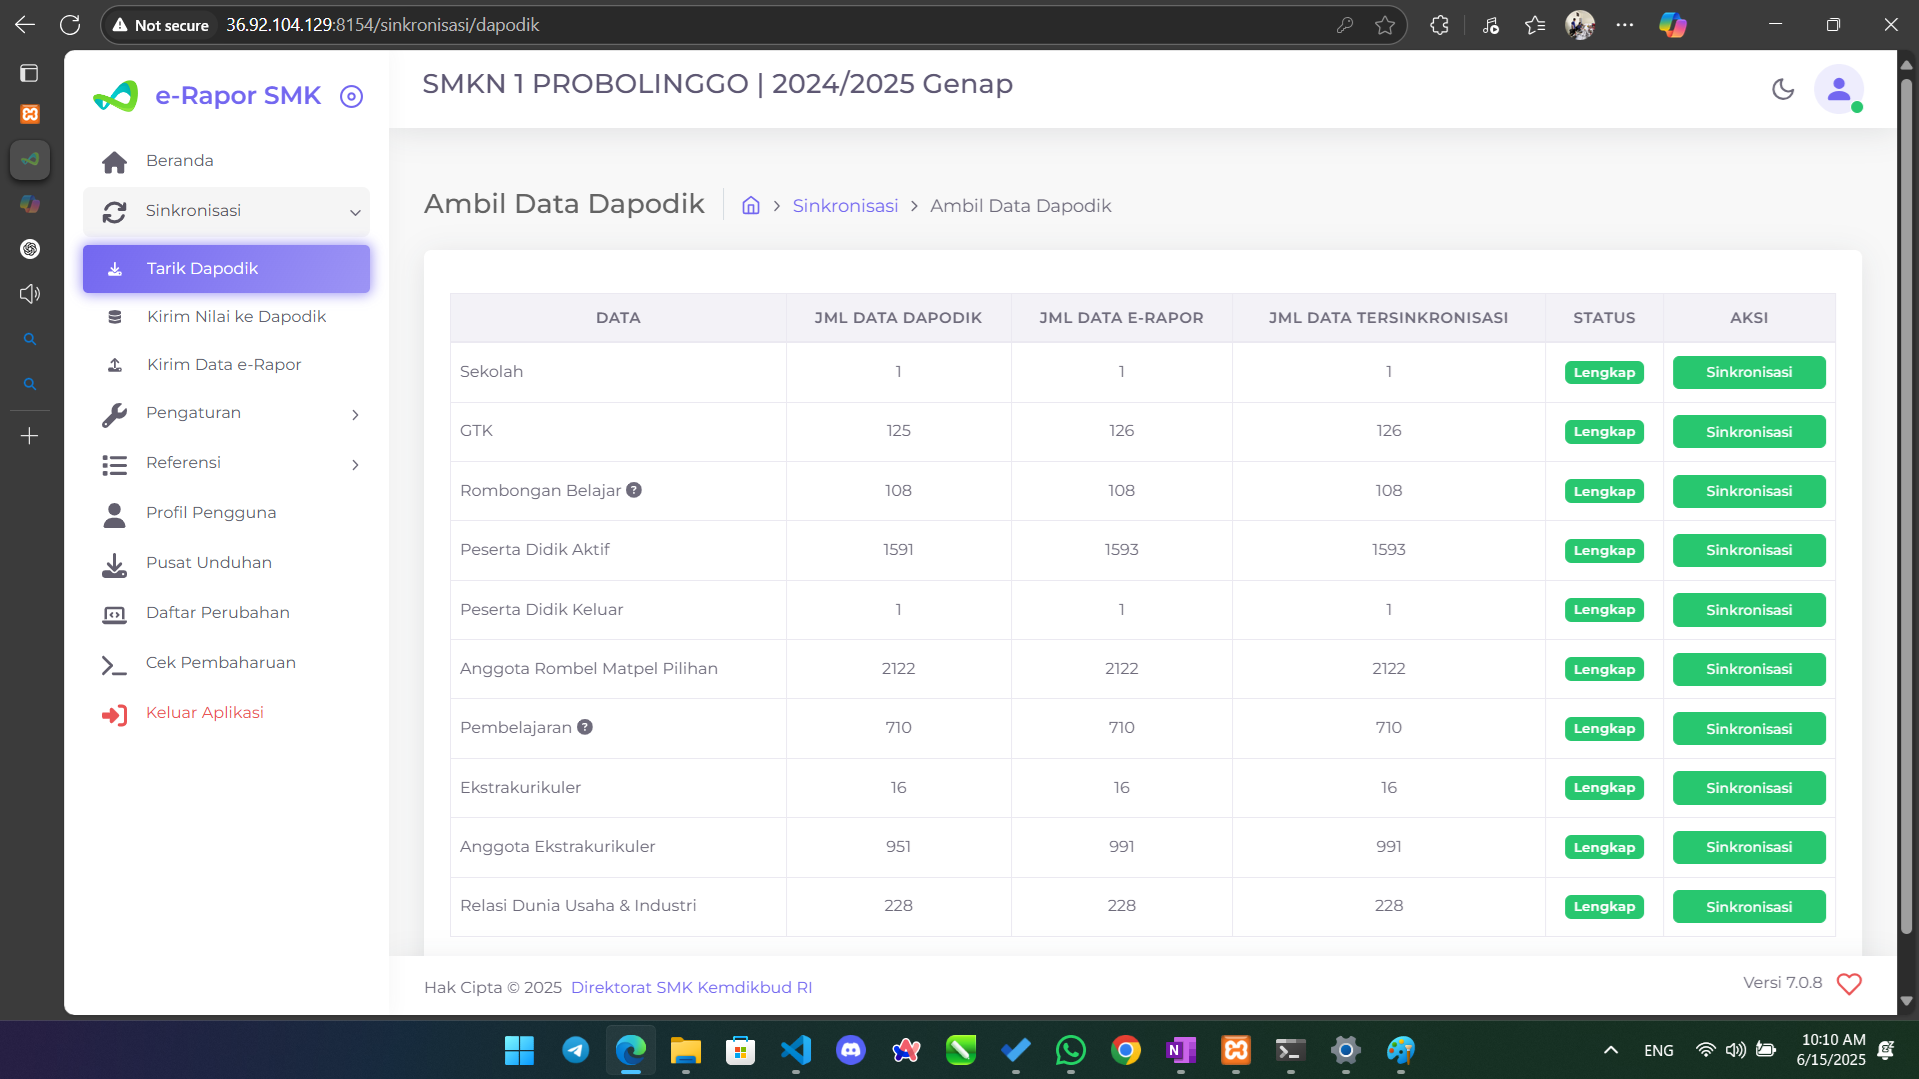 Not secure 36.92.104.129:8154/sinkronisasi/dapodik
e-Rapor SMK
SMKN 1 PROBOLINGGO | 2024/2025 Genap
Beranda
Sinkronisasi
Tarik Dapodik
Kirim Nilai ke Dapodik
Kirim Data e-Rapor
Pengaturan
Referensi
Profil Pengguna
Pusat Unduhan
Daftar Perubahan
Cek Pembaharuan
Keluar Aplikasi
Ambil Data Dapodik
Sinkronisasi > Ambil Data Dapodik
DATA JML DATA DAPODIK JML DATA E-RAPOR JML DATA TERSINKRONISASI STATUS AKSI
Sekolah 1 1 1 Lengkap Sinkronisasi
GTK 125 126 126 Lengkap Sinkronisasi
Rombongan Belajar ? 108 108 108 Lengkap Sinkronisasi
Peserta Didik Aktif 1591 1593 1593 Lengkap Sinkronisasi
Peserta Didik Keluar 1 1 1 Lengkap Sinkronisasi
Anggota Rombel Matpel Pilihan 2122 2122 2122 Lengkap Sinkronisasi
Pembelajaran ? 710 710 710 Lengkap Sinkronisasi
Ekstrakurikuler 16 16 16 Lengkap Sinkronisasi
Anggota Ekstrakurikuler 951 991 991 Lengkap Sinkronisasi
Relasi Dunia Usaha & Industri 228 228 228 Lengkap Sinkronisasi
Hak Cipta © 2025 Direktorat SMK Kemdikbud RI
Versi 7.0.8
ENG
10:10 AM
6/15/2025